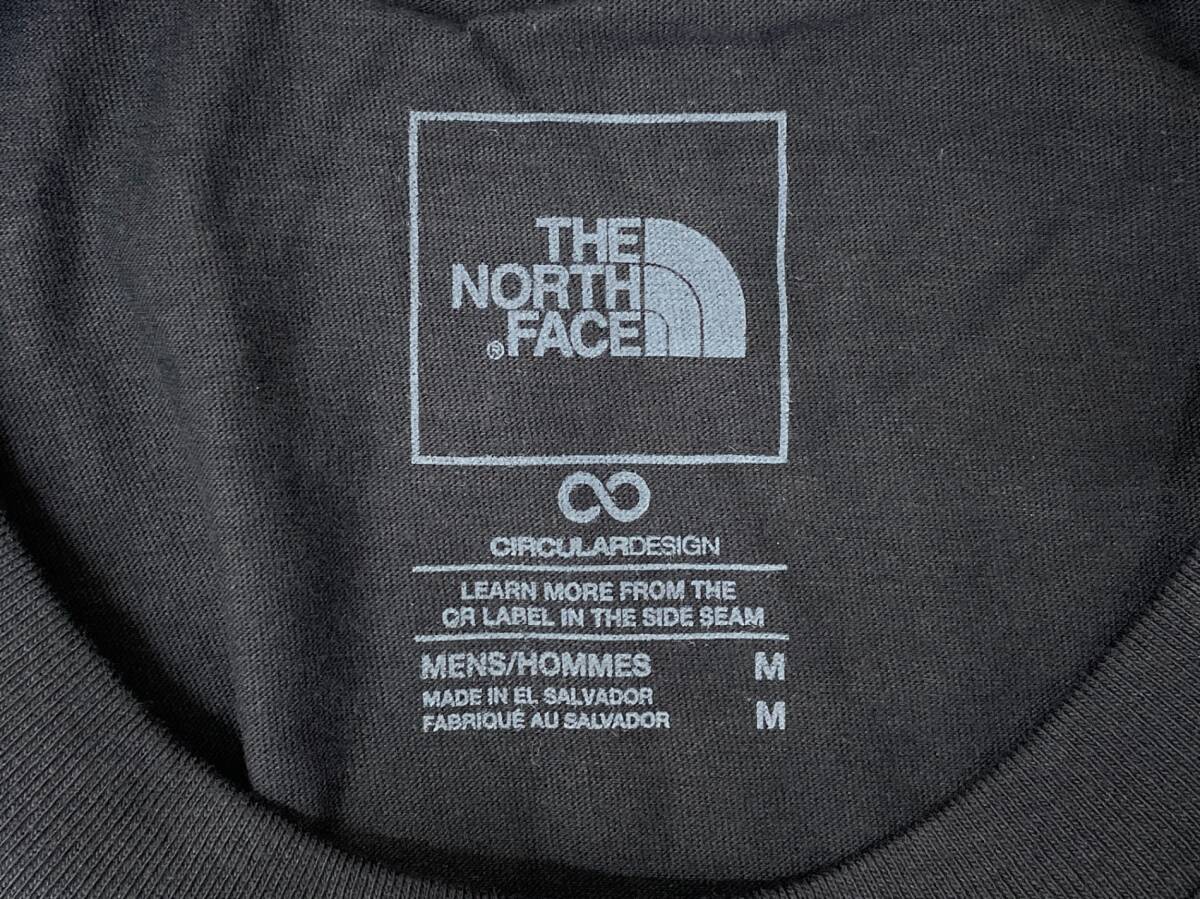 THE
NORTH
®FACE
CIRCULARDESIGN
LEARN MORE FROM THE
QR LABEL IN THE SIDE SEAM
MENS/HOMMES M
MADE IN EL SALVADOR
FABRIQUÉ AU SALVADOR M